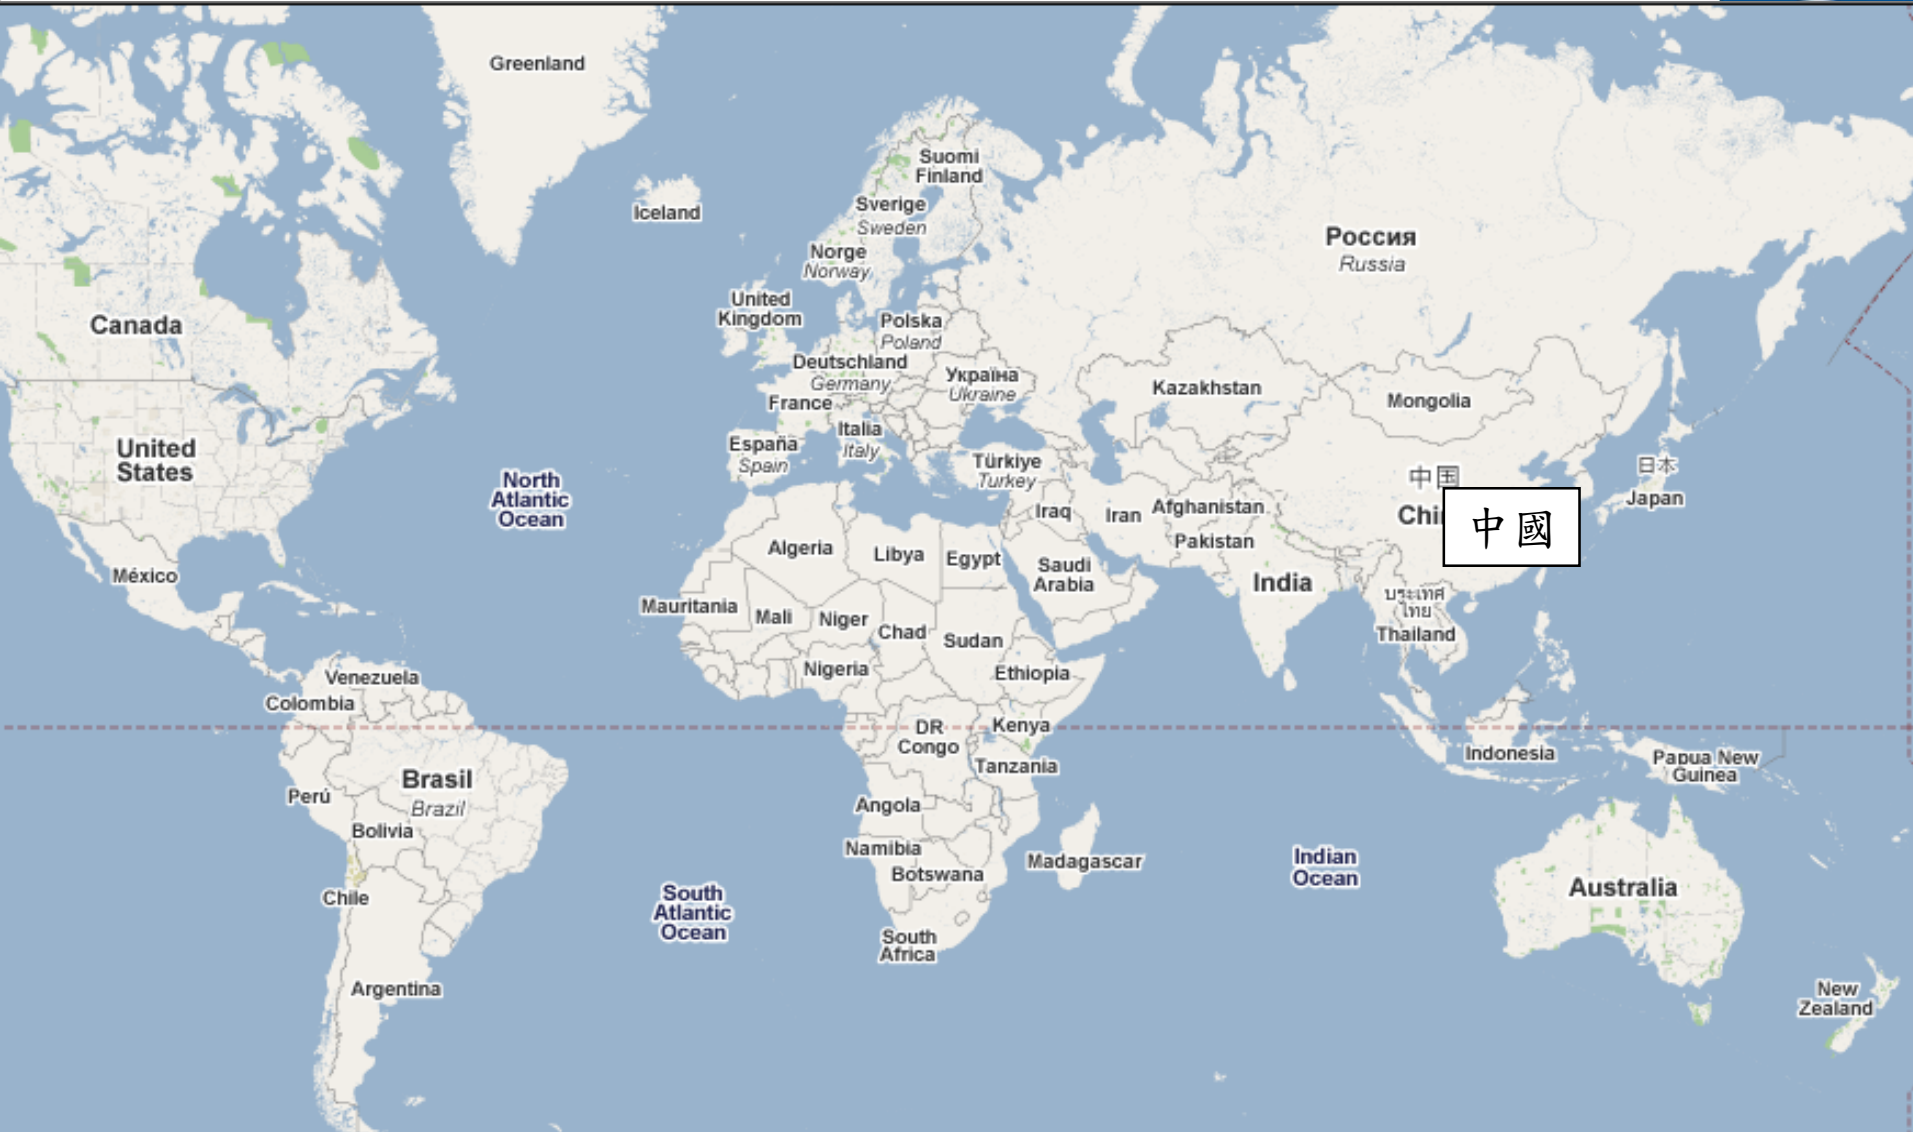 Greenland
Suomi
Finland
Iceland
Sverige
Sweden
Norge
Norway
Россия
Russia
United
Kingdom
Polska
Poland
Canada
Deutschland
Germany
Україна
Ukraine
France
Kazakhstan
Mongolia
Italia
Italy
España
Spain
United
States
Türkiye
Turkey
中国
Chi
中國
日本
Japan
North
Atlantic
Ocean
Iraq
Iran
Afghanistan
Pakistan
Algeria
Libya
Egypt
Saudi
Arabia
India
México
Mauritania
Mali
Niger
Chad
Sudan
ประเทศ
ไทย
Thailand
Nigeria
Ethiopia
Venezuela
Colombia
DR
Congo
Kenya
Tanzania
Indonesia
Papua New
Guinea
Brasil
Brazil
Perú
Bolivia
Angola
Namibia
Botswana
Madagascar
Indian
Ocean
Australia
Chile
South
Atlantic
Ocean
South
Africa
Argentina
New
Zealand